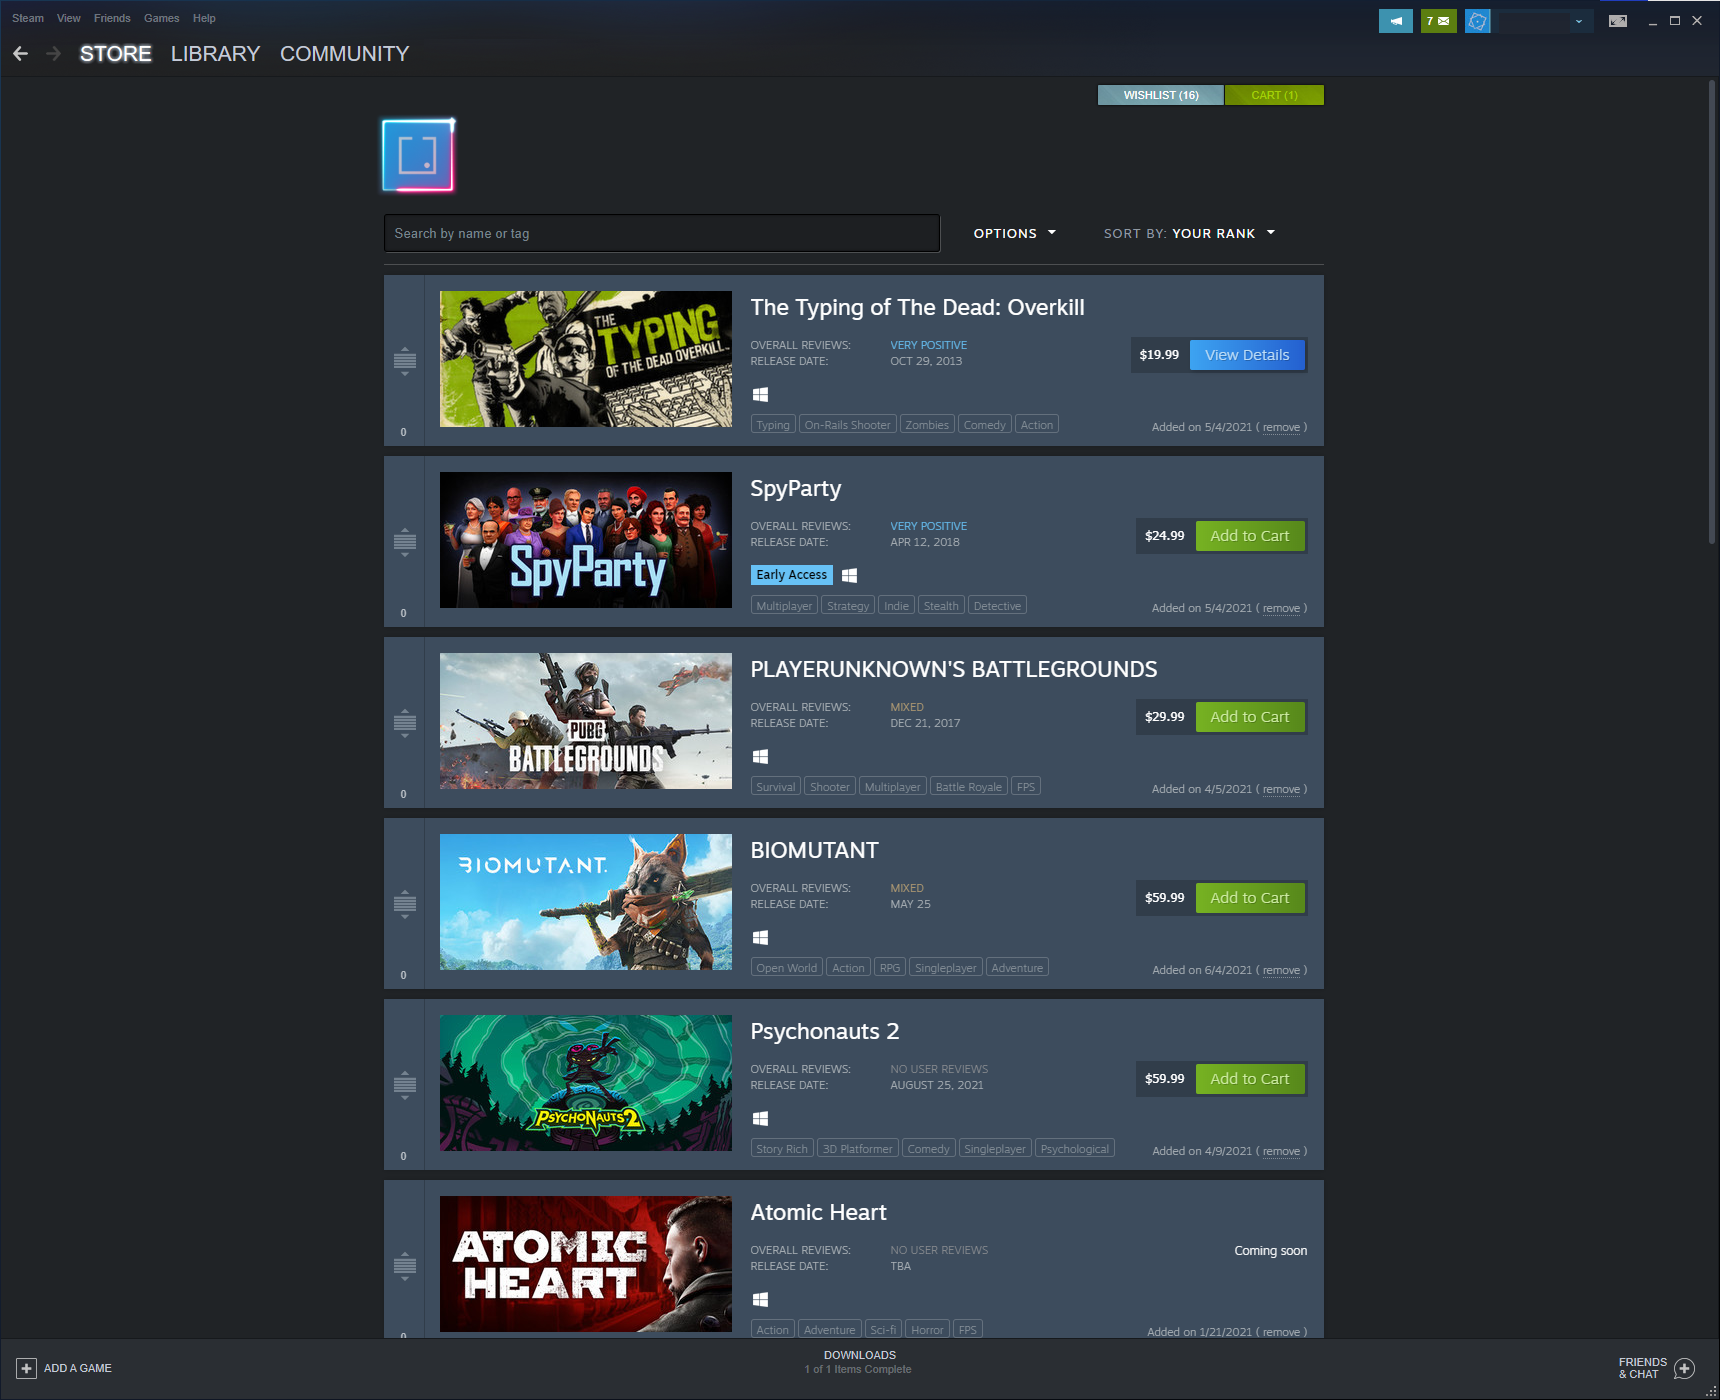 Steam View Friends Games Help
7
STORE LIBRARY COMMUNITY
WISHLIST (16) CART (1)
Search by name or tag
OPTIONS
SORT BY: YOUR RANK
THE TYPING OF THE DEAD OVERKILL
The Typing of The Dead: Overkill
OVERALL REVIEWS: VERY POSITIVE
RELEASE DATE: OCT 29, 2013
$19.99 View Details
Typing On-Rails Shooter Zombies Comedy Action
Added on 5/4/2021 ( remove )
0
SpyParty
SpyParty
OVERALL REVIEWS: VERY POSITIVE
RELEASE DATE: APR 12, 2018
$24.99 Add to Cart
Early Access
Multiplayer Strategy Indie Stealth Detective
Added on 5/4/2021 ( remove )
0
PUBG
BATTLEGROUNDS
PLAYERUNKNOWN'S BATTLEGROUNDS
OVERALL REVIEWS: MIXED
RELEASE DATE: DEC 21, 2017
$29.99 Add to Cart
Survival Shooter Multiplayer Battle Royale FPS
Added on 4/5/2021 ( remove )
0
BIOMUTANT
BIOMUTANT
OVERALL REVIEWS: MIXED
RELEASE DATE: MAY 25
$59.99 Add to Cart
Open World Action RPG Singleplayer Adventure
Added on 6/4/2021 ( remove )
0
PSYCHONAUTS 2
Psychonauts 2
OVERALL REVIEWS: NO USER REVIEWS
RELEASE DATE: AUGUST 25, 2021
$59.99 Add to Cart
Story Rich 3D Platformer Comedy Singleplayer Psychological
Added on 4/9/2021 ( remove )
0
ATOMIC
HEART
Atomic Heart
OVERALL REVIEWS: NO USER REVIEWS
RELEASE DATE: TBA
Coming soon
Action Adventure Sci-fi Horror FPS
Added on 1/21/2021 ( remove )
0
ADD A GAME
DOWNLOADS
1 of 1 Items Complete
FRIENDS
& CHAT